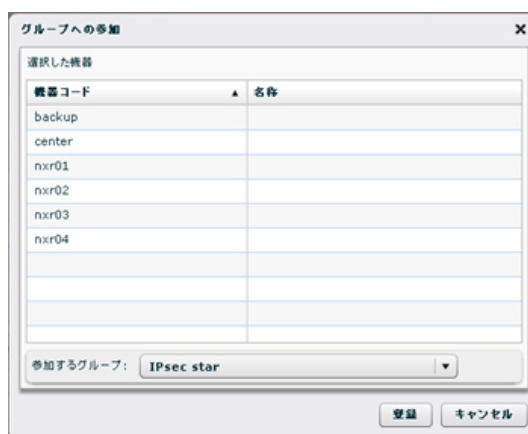 グループへの参加
選択した機器
機器コード ▲ 名称
backup
center
nxr01
nxr02
nxr03
nxr04
参加するグループ: IPsec star
登録 キャンセル